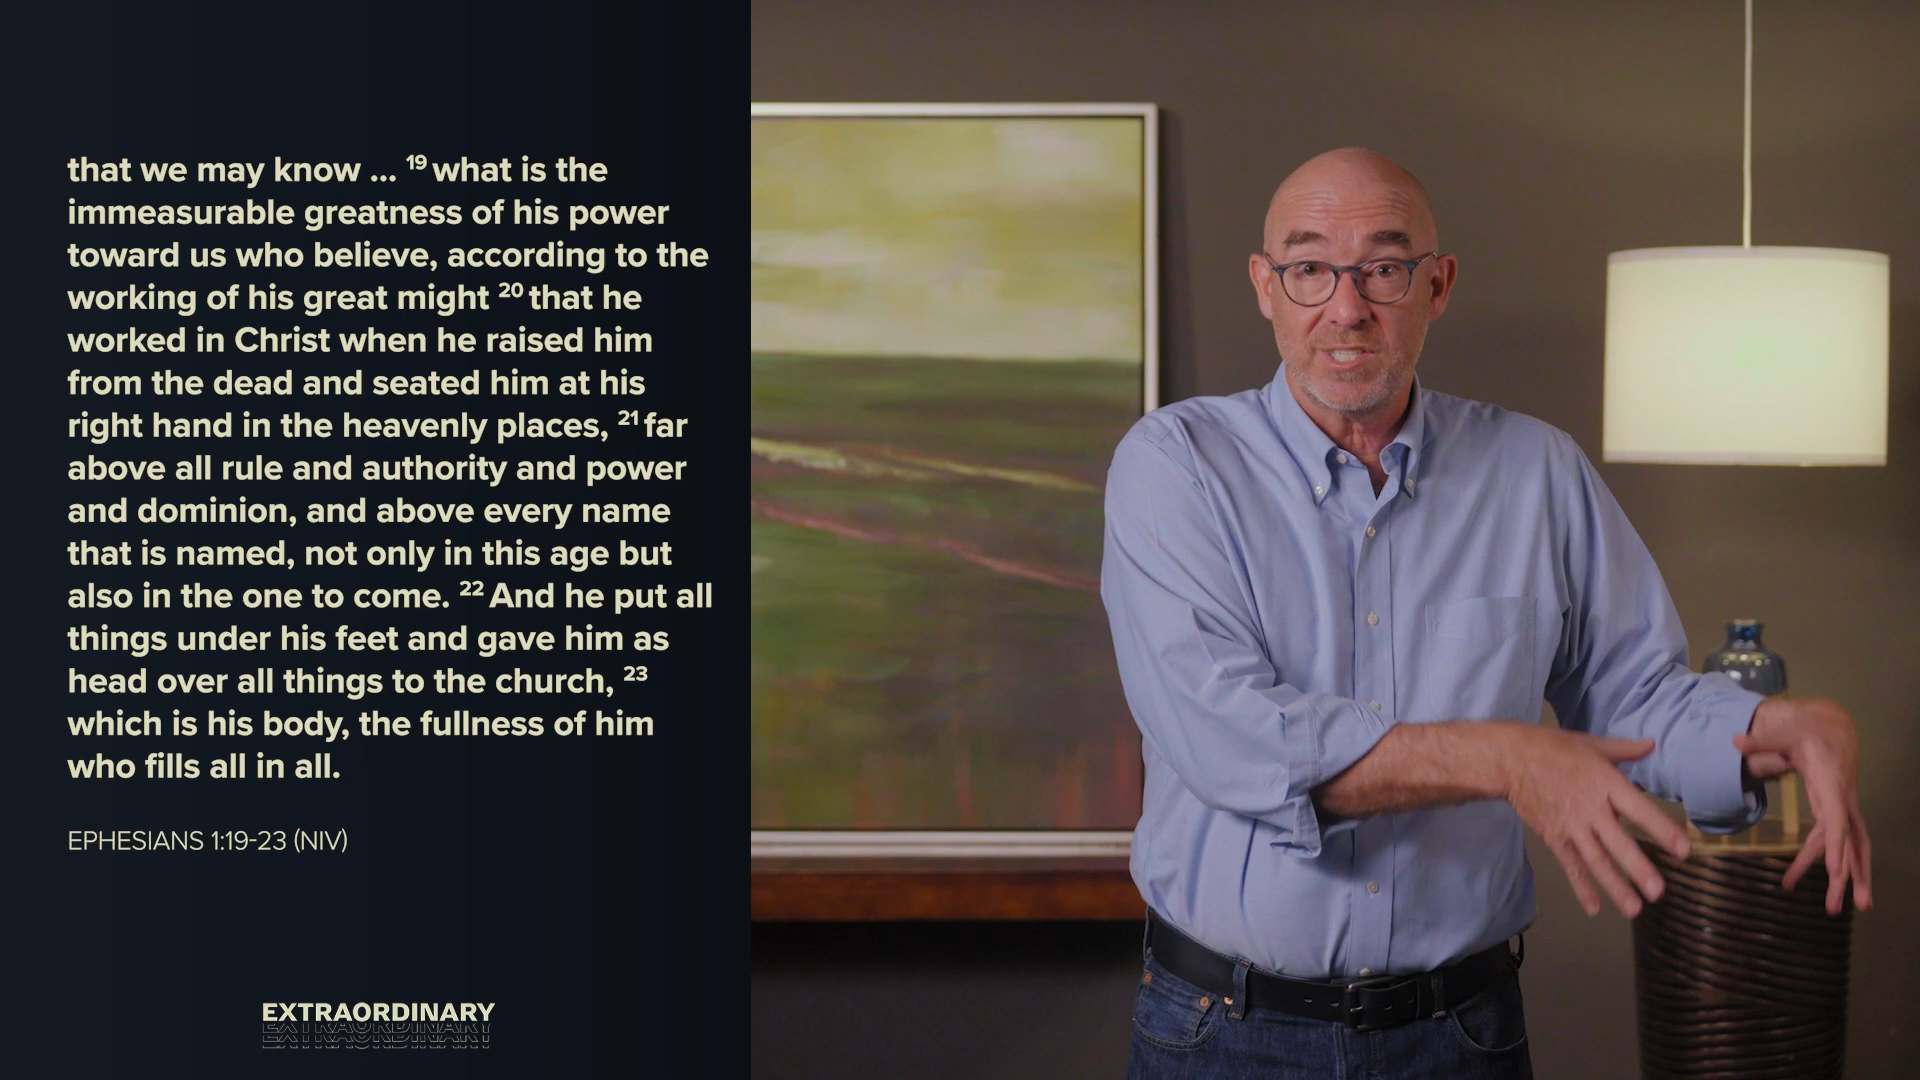 that we may know ... 19 what is the
immeasurable greatness of his power
toward us who believe, according to the
working of his great might 20 that he
worked in Christ when he raised him
from the dead and seated him at his
right hand in the heavenly places, 21 far
above all rule and authority and power
and dominion, and above every name
that is named, not only in this age but
also in the one to come. 22 And he put all
things under his feet and gave him as
head over all things to the church, 23
which is his body, the fullness of him
who fills all in all.
EPHESIANS 1:19-23 (NIV)
EXTRAORDINARY
EXTRAORDINARY
EXTRAORDINARY